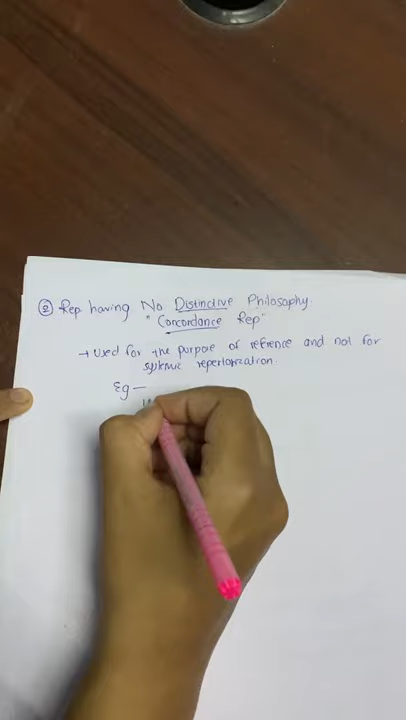 ② Rep having No Distinctive Philosophy.
"Concordance Rep"
→ Used for the purpose of refrence and not for
systemic repertorization.
Eg —